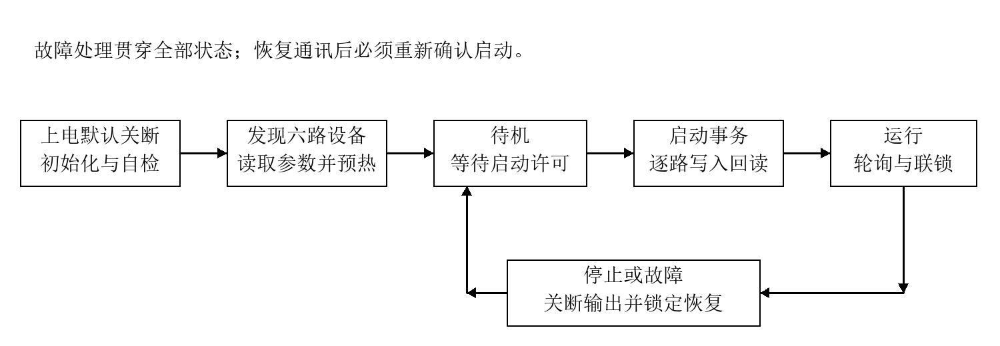 故障处理贯穿全部状态；恢复通讯后必须重新确认启动。
上电默认关断
初始化与自检
发现六路设备
读取参数并预热
待机
等待启动许可
启动事务
逐路写入回读
运行
轮询与联锁
停止或故障
关断输出并锁定恢复